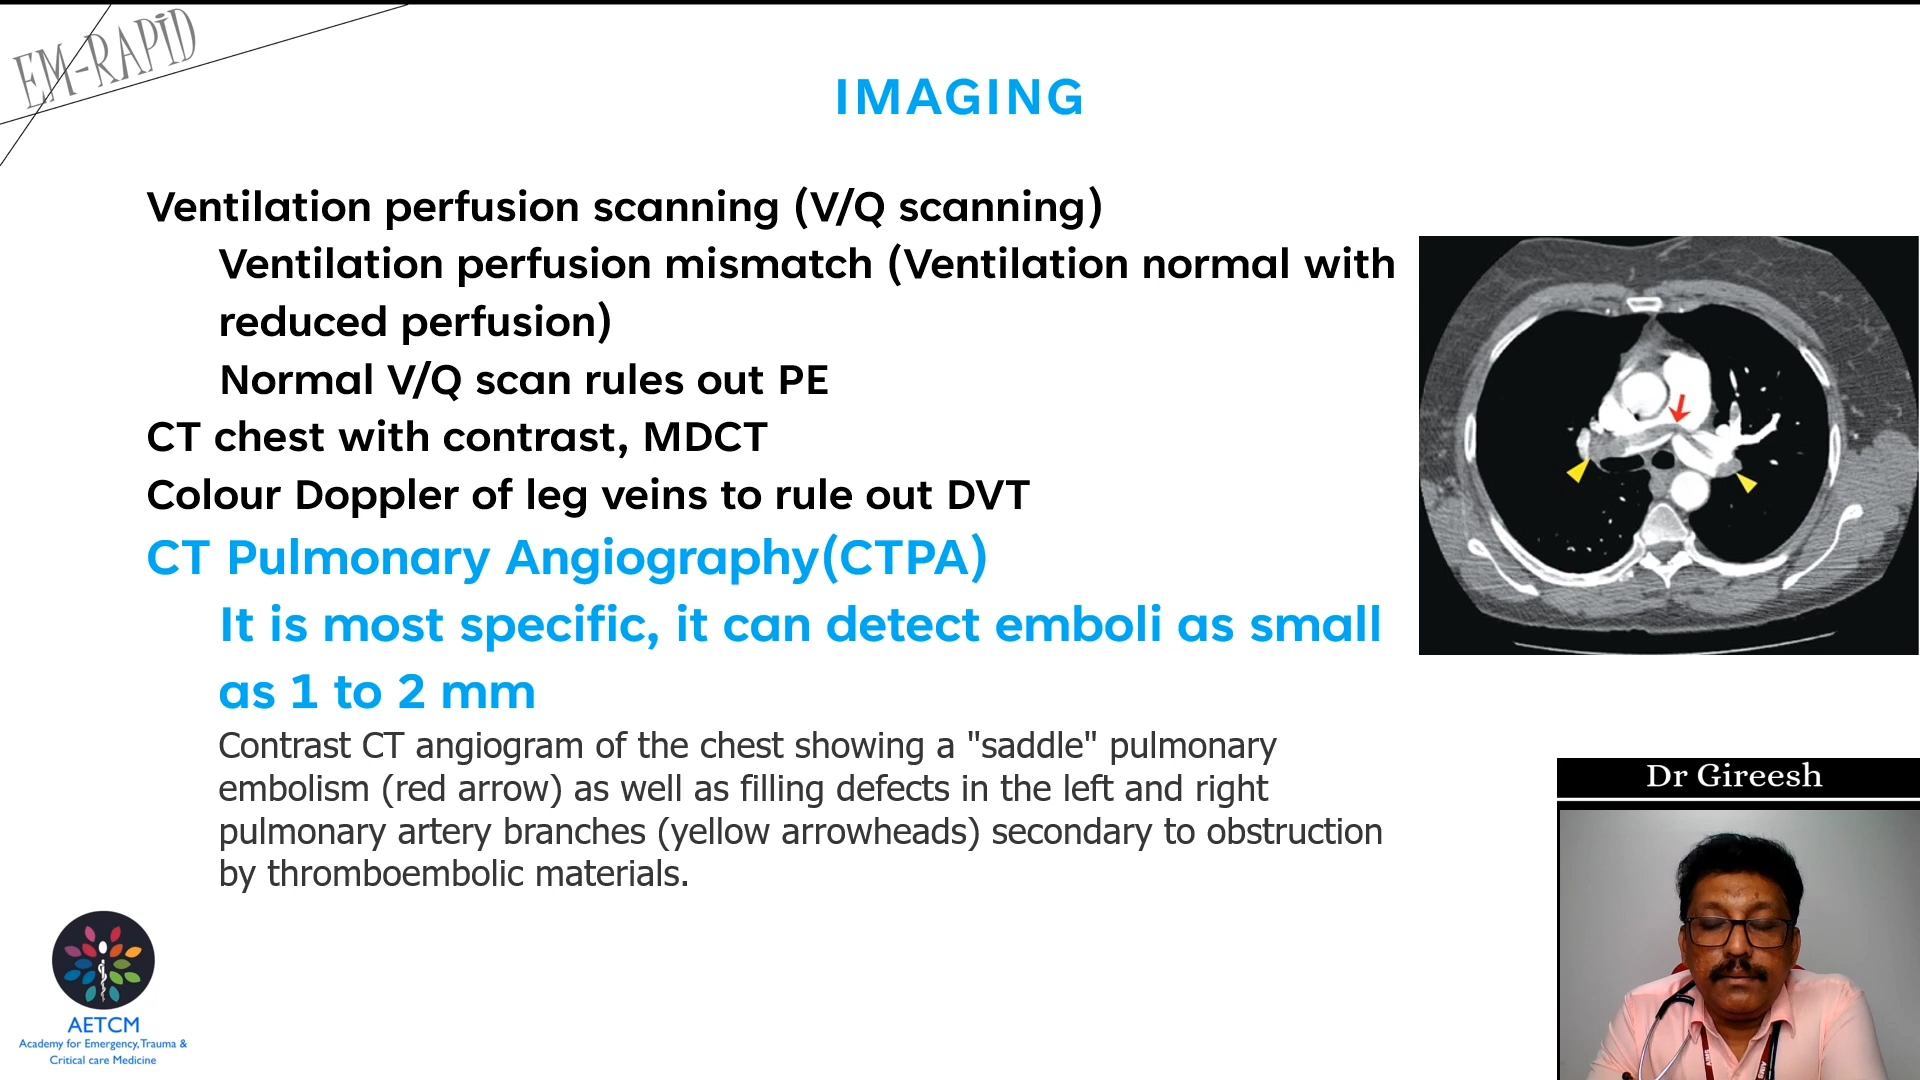 EM-RAPiD
IMAGING
Ventilation perfusion scanning (V/Q scanning)
Ventilation perfusion mismatch (Ventilation normal with
reduced perfusion)
Normal V/Q scan rules out PE
CT chest with contrast, MDCT
Colour Doppler of leg veins to rule out DVT
CT Pulmonary Angiography(CTPA)
It is most specific, it can detect emboli as small
as 1 to 2 mm
Contrast CT angiogram of the chest showing a "saddle" pulmonary
embolism (red arrow) as well as filling defects in the left and right
pulmonary artery branches (yellow arrowheads) secondary to obstruction
by thromboembolic materials.
Dr Gireesh
AETCM
Academy for Emergency,Trauma &
Critical care Medicine